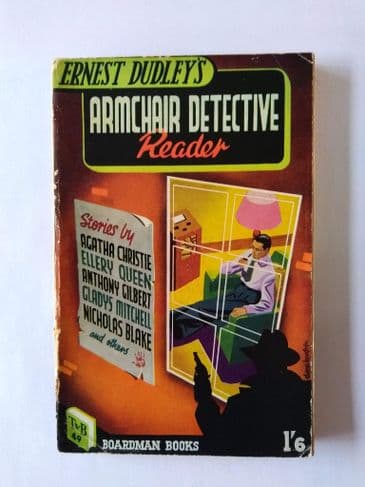 ERNEST DUDLEY'S
ARMCHAIR DETECTIVE
Reader
Stories by
AGATHA CHRISTIE
ELLERY QUEEN
ANTHONY GILBERT
GLADYS MITCHELL
NICHOLAS BLAKE
and others
TVB
49
BOARDMAN BOOKS
1'6